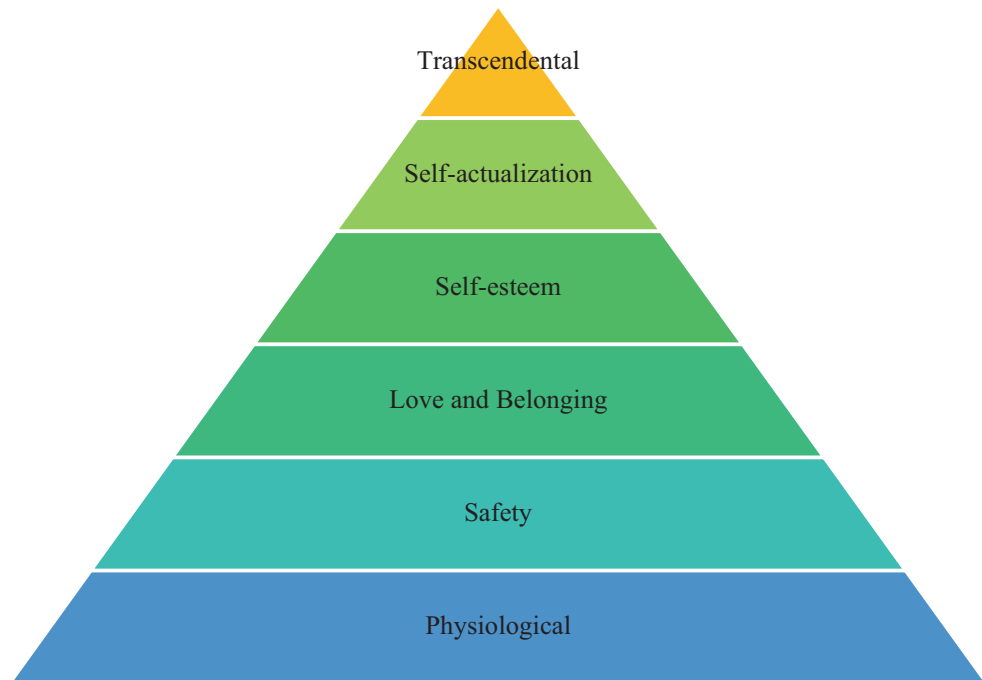 Transcendental
Self-actualization
Self-esteem
Love and Belonging
Safety
Physiological